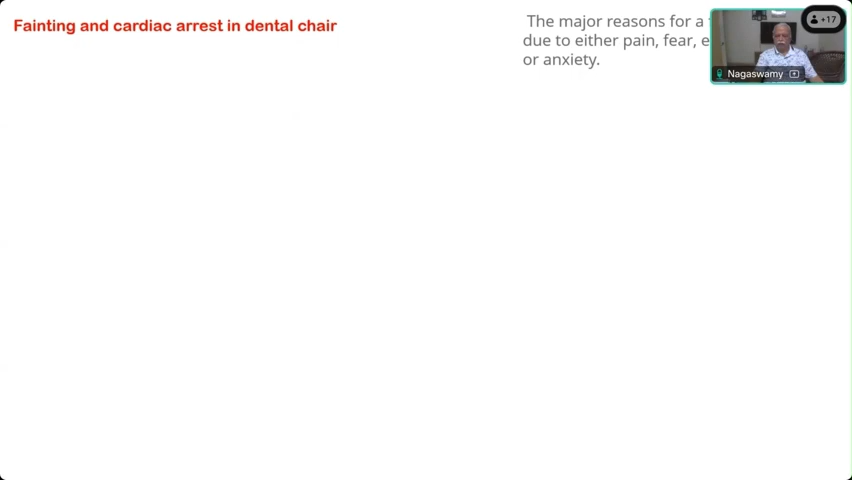 Fainting and cardiac arrest in dental chair
The major reasons for a
due to either pain, fear,
or anxiety.
+17
Nagaswamy